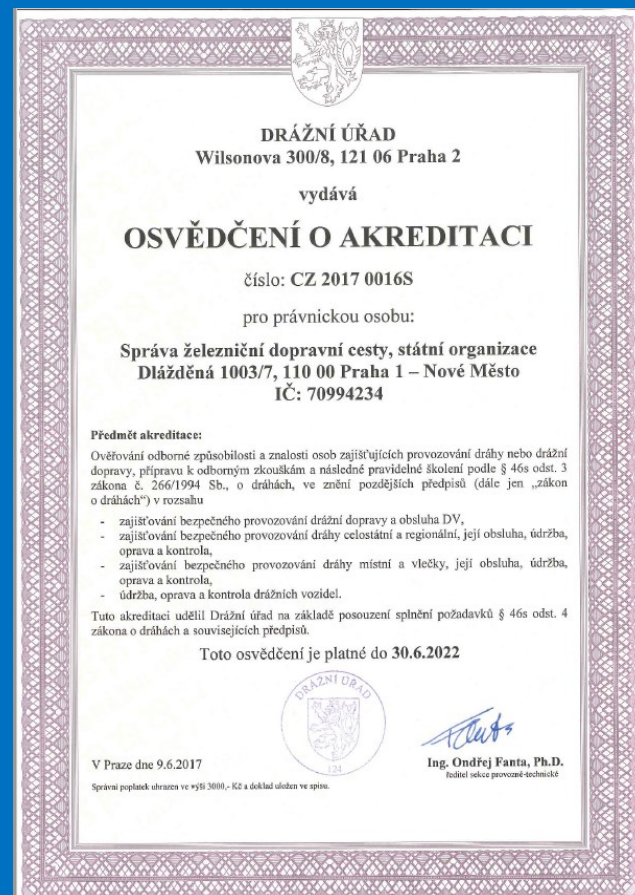 DRÁŽNÍ ÚŘAD
Wilsonova 300/8, 121 06 Praha 2
vydává
OSVĚDČENÍ O AKREDITACI
číslo: CZ 2017 0016S
pro právnickou osobu:
Správa železniční dopravní cesty, státní organizace
Dlážděná 1003/7, 110 00 Praha 1 – Nové Město
IČ: 70994234
Předmět akreditace:
Ověřování odborné způsobilosti a znalosti osob zajišťujících provozování dráhy nebo drážní
dopravy, přípravu k odborným zkouškám a následné pravidelné školení podle § 46s odst. 3
zákona č. 266/1994 Sb., o dráhách, ve znění pozdějších předpisů (dále jen „zákon
o dráhách“) v rozsahu
- zajišťování bezpečného provozování drážní dopravy a obsluha DV,
- zajišťování bezpečného provozování dráhy celostátní a regionální, její obsluha, údržba,
oprava a kontrola,
- zajišťování bezpečného provozování dráhy místní a vlečky, její obsluha, údržba,
oprava a kontrola,
- údržba, oprava a kontrola drážních vozidel.
Tuto akreditaci udělil Drážní úřad na základě posouzení splnění požadavků § 46s odst. 4
zákona o dráhách a souvisejících předpisů.
Toto osvědčení je platné do 30.6.2022
DRÁŽNÍ ÚŘAD
124
V Praze dne 9.6.2017
Ing. Ondřej Fanta, Ph.D.
ředitel sekce provozně-technické
Správní poplatek uhrazen ve výši 3000,- Kč a doklad uložen ve spisu.